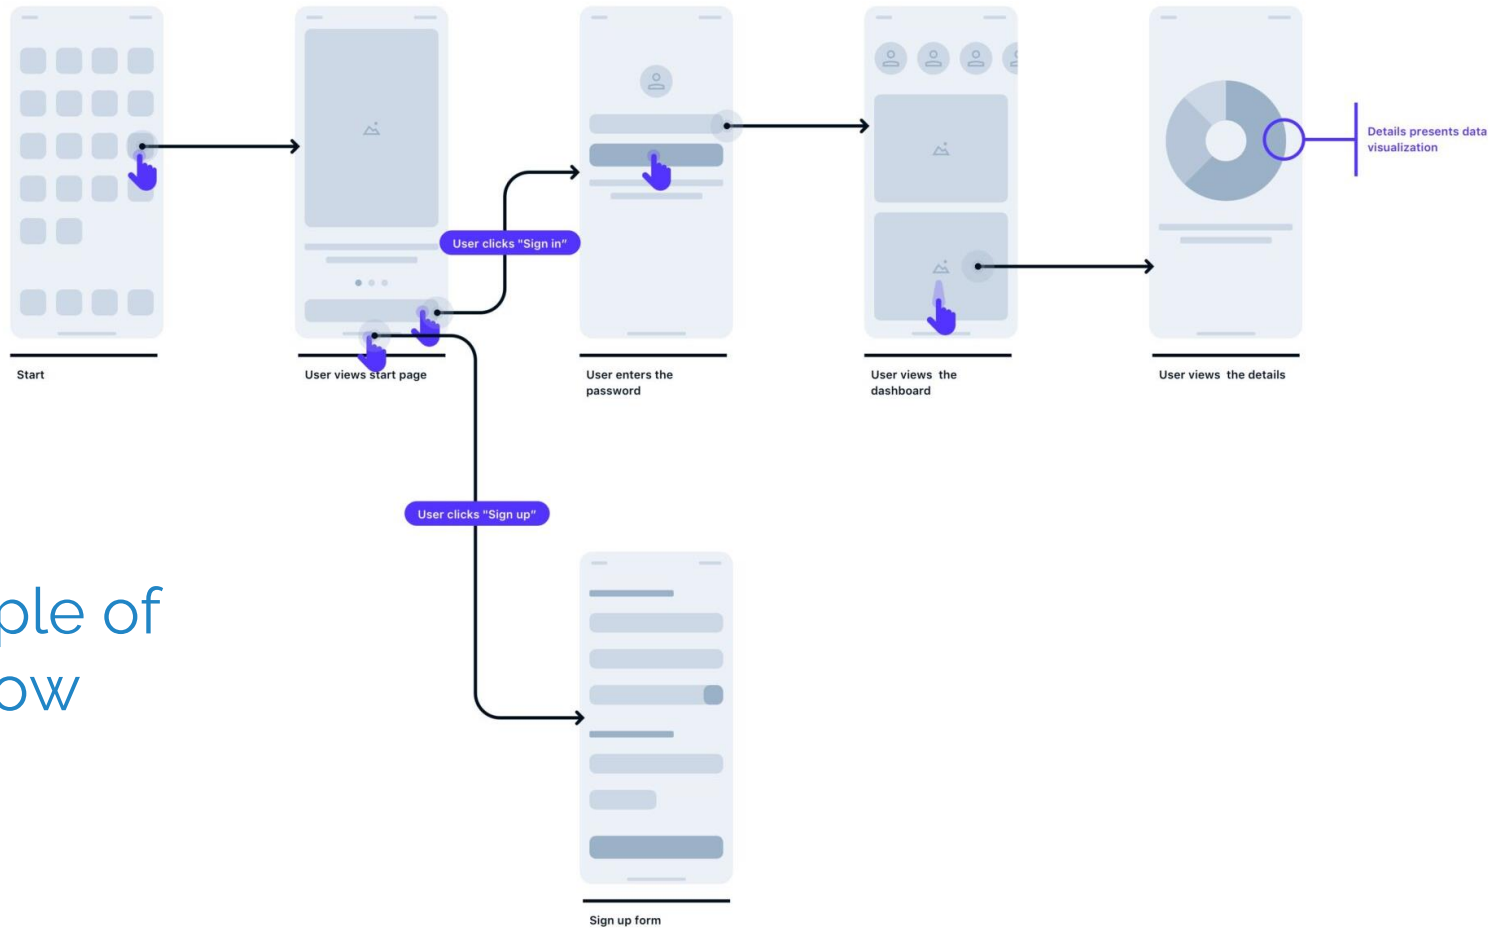 Details presents data
visualization
User clicks "Sign in"
Start
User views start page
User enters the
password
User views  the
dashboard
User views  the details
User clicks "Sign up"
ple of
ow
Sign up form